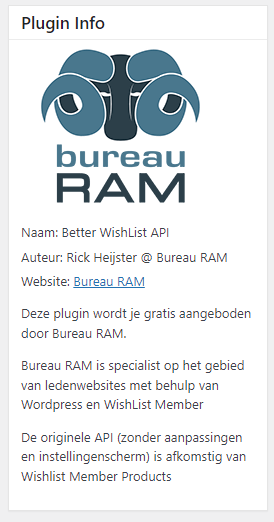 Plugin Info
bureau
RAM
Naam: Better WishList API
Auteur: Rick Heijster @ Bureau RAM
Website: Bureau RAM
Deze plugin wordt je gratis aangeboden
door Bureau RAM.
Bureau RAM is specialist op het gebied
van ledenwebsites met behulp van
Wordpress en WishList Member
De originele API (zonder aanpassingen
en instellingenscherm) is afkomstig van
Wishlist Member Products